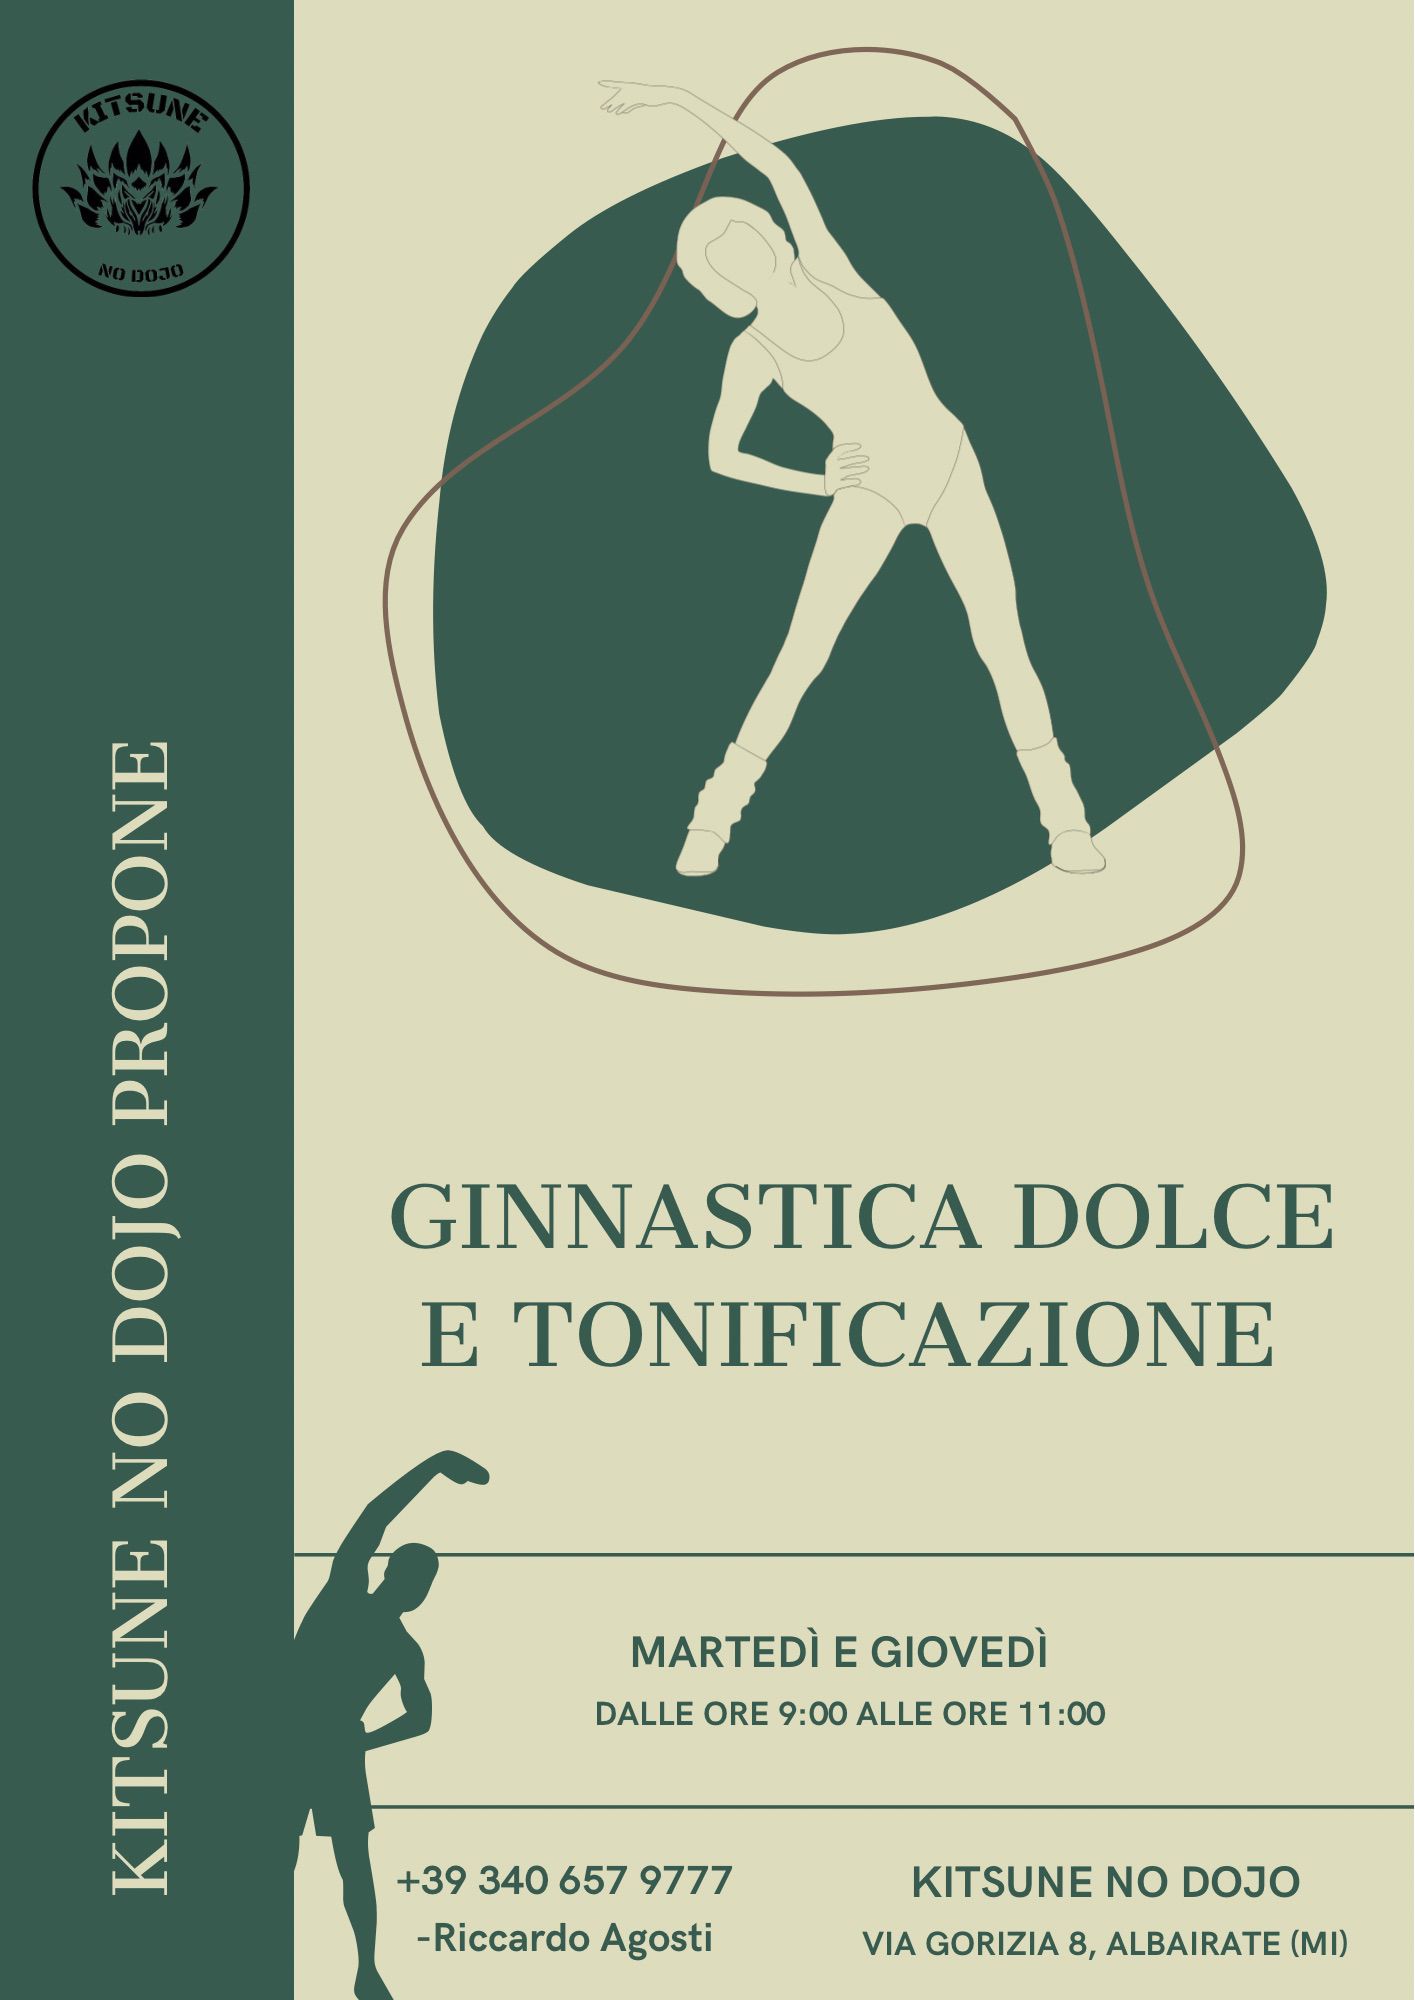 KITSUNE
NO DOJO
KITSUNE NO DOJO PROPONE
GINNASTICA DOLCE
E TONIFICAZIONE
MARTEDÌ E GIOVEDÌ
DALLE ORE 9:00 ALLE ORE 11:00
+39 340 657 9777
-Riccardo Agosti
KITSUNE NO DOJO
VIA GORIZIA 8, ALBAIRATE (MI)